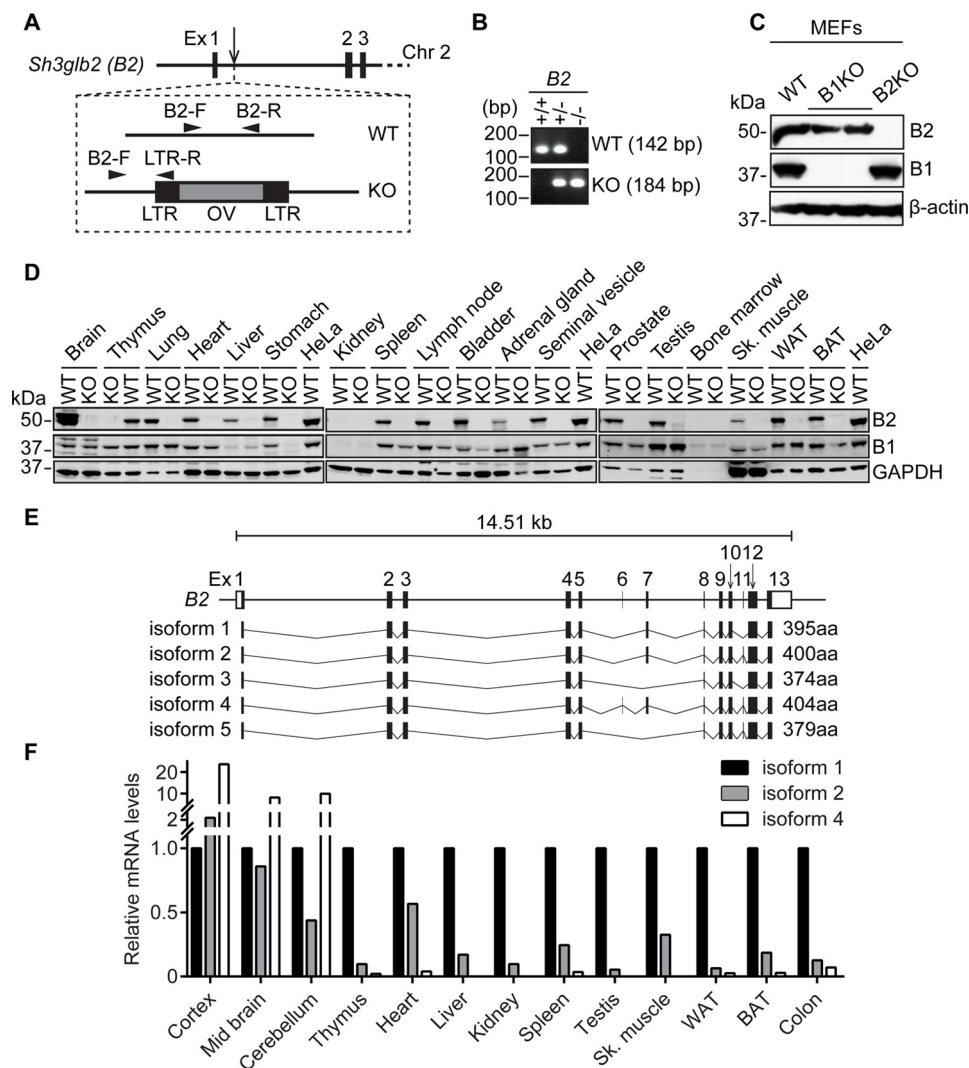 A
Ex 1 2 3
Sh3glb2 (B2) Chr 2
B2-F B2-R
WT
B2-F LTR-R
KO
LTR OV LTR
B
B2
(bp) +/+ +/- -/-
200
100
WT (142 bp)
200
100
KO (184 bp)
C
MEFs
WT B1KO B2KO
kDa
50- B2
37- B1
37- β-actin
D
Brain Thymus Lung Heart Liver Stomach HeLa Kidney Spleen Lymph node Bladder Adrenal gland Seminal vesicle HeLa Prostate Testis Bone marrow Sk. muscle WAT BAT HeLa
WT KO KO WT WT KO WT KO WT KO WT KO WT WT KO WT KO WT KO WT KO WT KO WT KO WT WT KO WT KO WT KO WT KO WT KO WT KO WT
kDa
50- B2
37- B1
37- GAPDH
E
14.51 kb
10 12
Ex 1 2 3 4 5 6 7 8 9 11 13
B2
isoform 1 395aa
isoform 2 400aa
isoform 3 374aa
isoform 4 404aa
isoform 5 379aa
F
Relative mRNA levels
20
10
2
1.0
0.5
0
isoform 1
isoform 2
isoform 4
Cortex Mid brain Cerebellum Thymus Heart Liver Kidney Spleen Testis Sk. muscle WAT BAT Colon